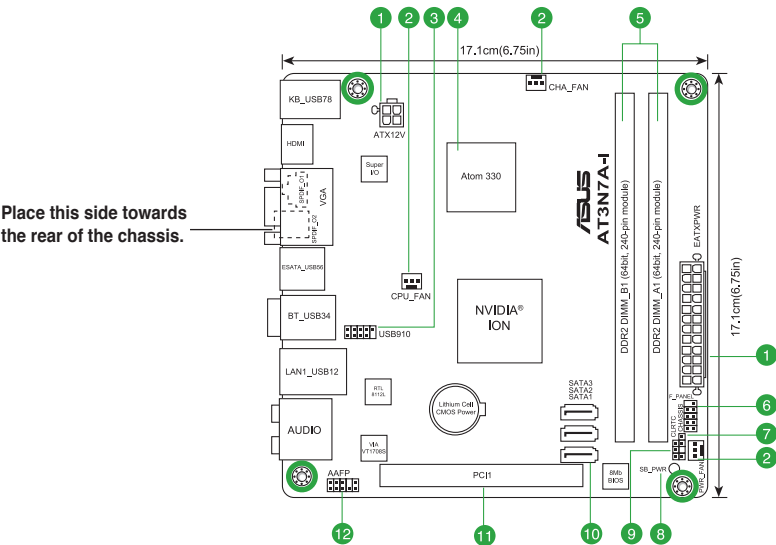 1
2
3
4
2
5
17.1cm(6.75in)
KB_USB78
ATX12V
CHA_FAN
HDMI
Super
I/O
Atom 330
SPDIF_O1
VGA
SPDIF_O2
Place this side towards
the rear of the chassis.
ASUS
AT3N7A-I
DDR2 DIMM_B1 (64bit, 240-pin module)
DDR2 DIMM_A1 (64bit, 240-pin module)
EATXPWR
17.1cm(6.75in)
ESATA_USB56
CPU_FAN
BT_USB34
USB910
NVIDIA®
ION
1
LAN1_USB12
RTL
8112L
Lithium Cell
CMOS Power
SATA3
SATA2
SATA1
F_PANEL
6
CHASSIS
CLRTC
7
AUDIO
VIA
VT1708S
2
AAFP
PCI1
8Mb
BIOS
SB_PWR
PWR_FAN
12
11
10
9
8